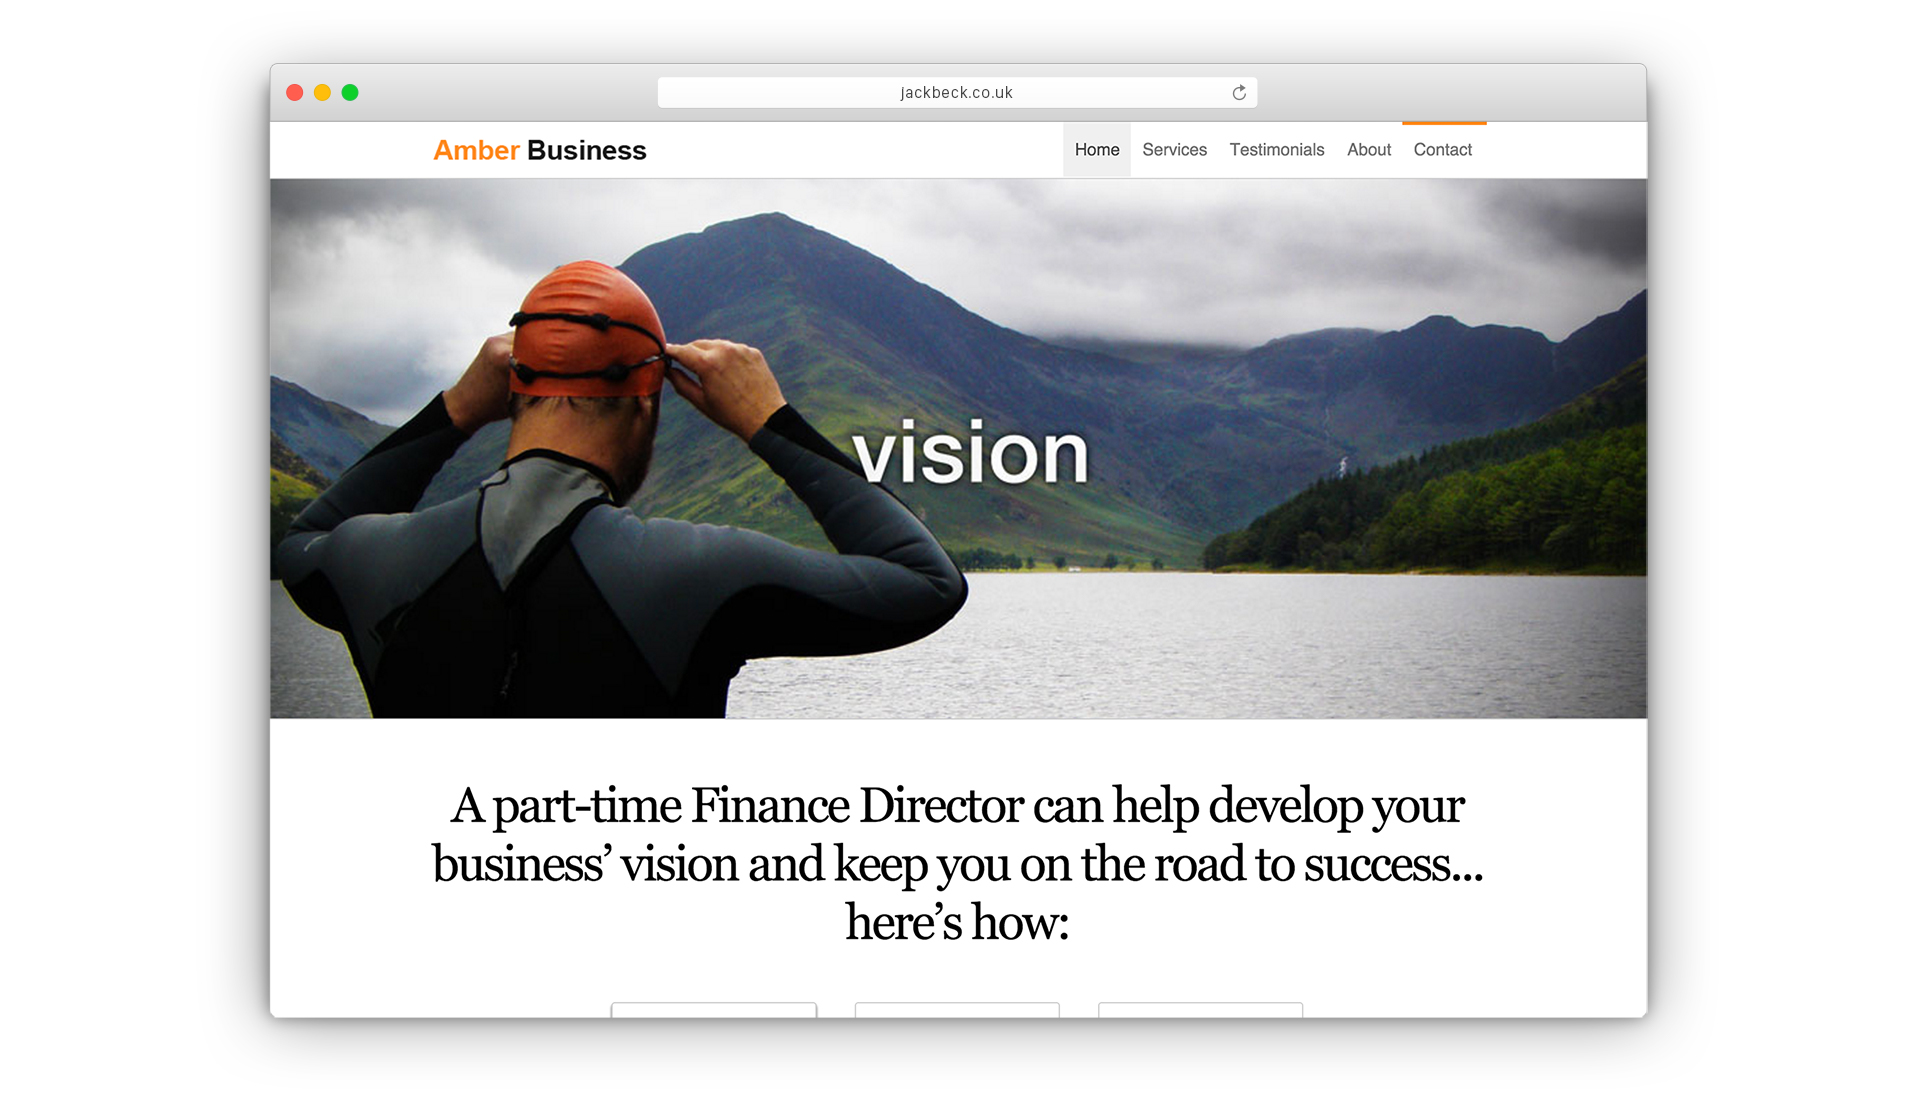 jackbeck.co.uk
Amber Business
Home Services Testimonials About Contact
vision
A part-time Finance Director can help develop your
business’ vision and keep you on the road to success...
here’s how: